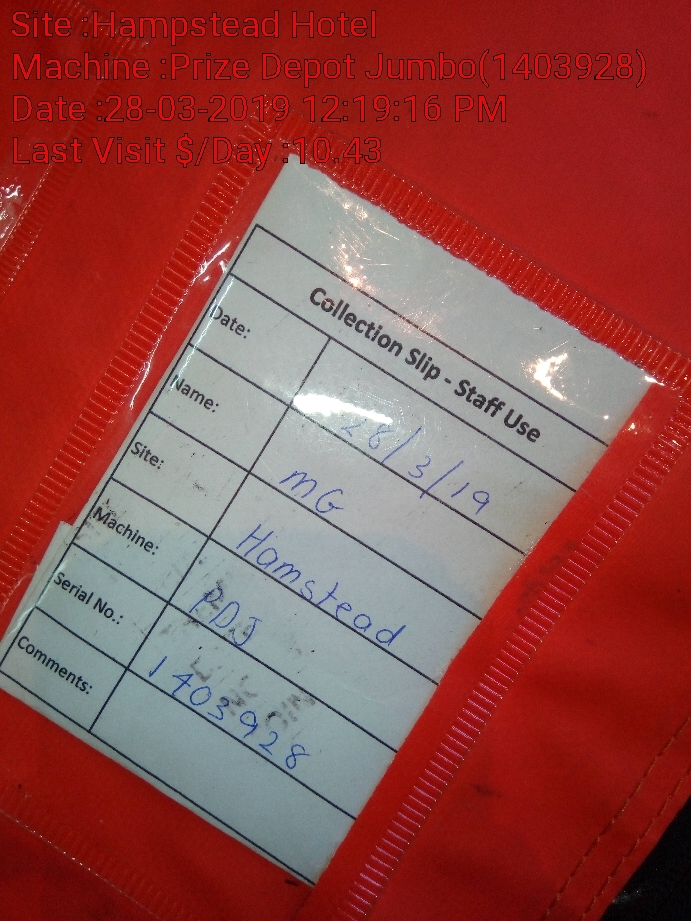 Site :Hampstead Hotel
Machine :Prize Depot Jumbo(1403928)
Date :28-03-2019 12:19:16 PM
Last Visit $/Day :10.43
Collection Slip - Staff Use
Date: 28/3/19
Name: MG
Site: Hamstead
Machine: PDJ
Serial No.: 1403928
Comments: